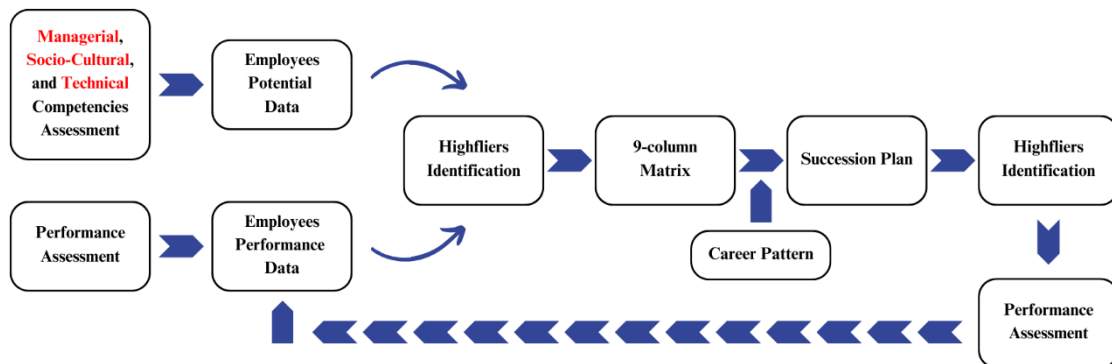 Managerial,
Socio-Cultural,
and Technical
Competencies
Assessment
Employees
Potential
Data
Performance
Assessment
Employees
Performance
Data
Highfliers
Identification
9-column
Matrix
Career Pattern
Succession Plan
Highfliers
Identification
Performance
Assessment